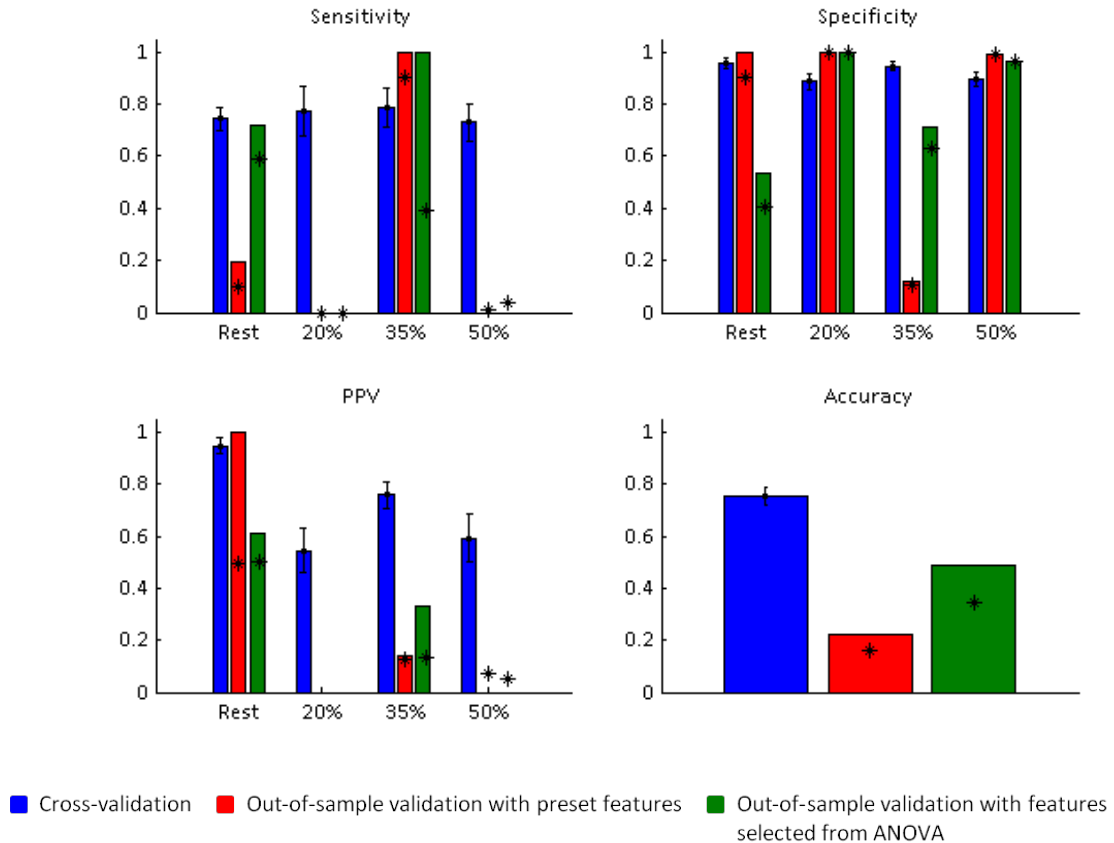 Sensitivity
1
0.8
0.6
0.4
0.2
0
Rest 20% 35% 50%
Specificity
1
0.8
0.6
0.4
0.2
0
Rest 20% 35% 50%
PPV
1
0.8
0.6
0.4
0.2
0
Rest 20% 35% 50%
Accuracy
1
0.8
0.6
0.4
0.2
0
Cross-validation
Out-of-sample validation with preset features
Out-of-sample validation with features
selected from ANOVA